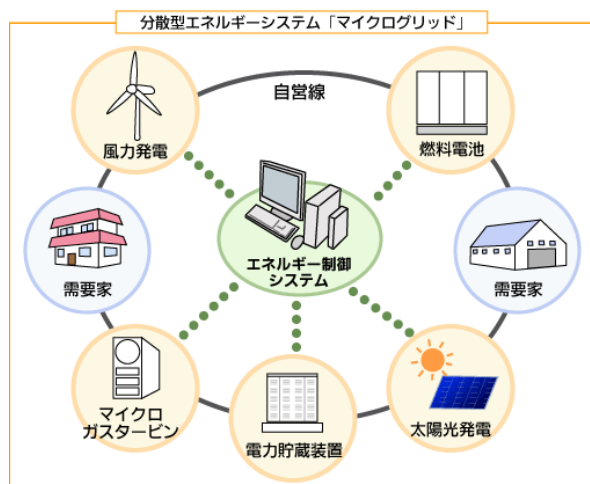 分散型エネルギーシステム「マイクログリッド」
自営線
風力発電
燃料電池
エネルギー制御
システム
需要家
需要家
マイクロ
ガスタービン
電力貯蔵装置
太陽光発電